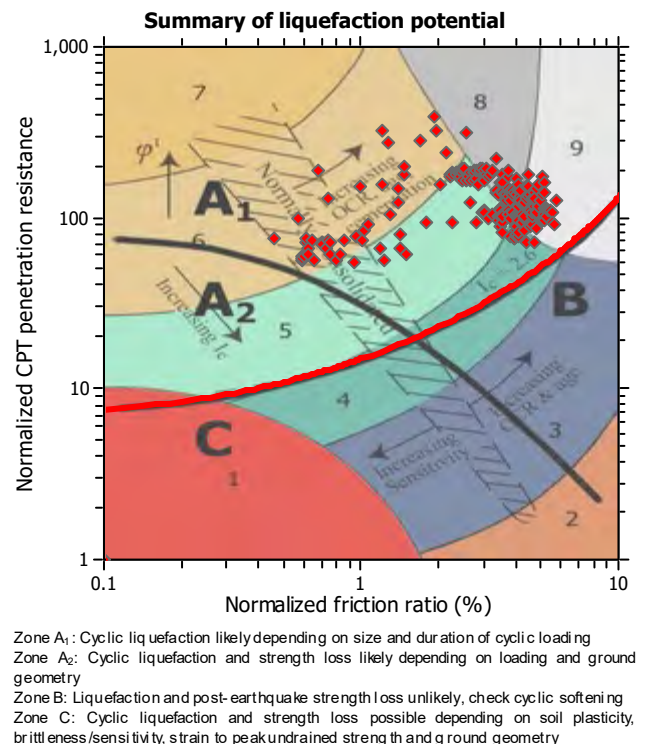 Summary of liquefaction potential
1,000
7
8
9
φ'
Increasing
OCR,
A1
100
6
Ic = 2.6
A2
B
Increasing Ic
5
10
4
Increasing
OCR & age
C
Increasing
Sensitivity
3
1
2
1
0.1
1
10
Normalized CPT penetration resistance
Normalized friction ratio (%)
Zone A1: Cyclic liquefaction likely depending on size and duration of cyclic loading
Zone A2: Cyclic liquefaction and strength loss likely depending on loading and ground
geometry
Zone B: Liquefaction and post-earthquake strength loss unlikely, check cyclic softening
Zone C: Cyclic liquefaction and strength loss possible depending on soil plasticity,
brittleness/sensitivity, strain to peak undrained strength and ground geometry